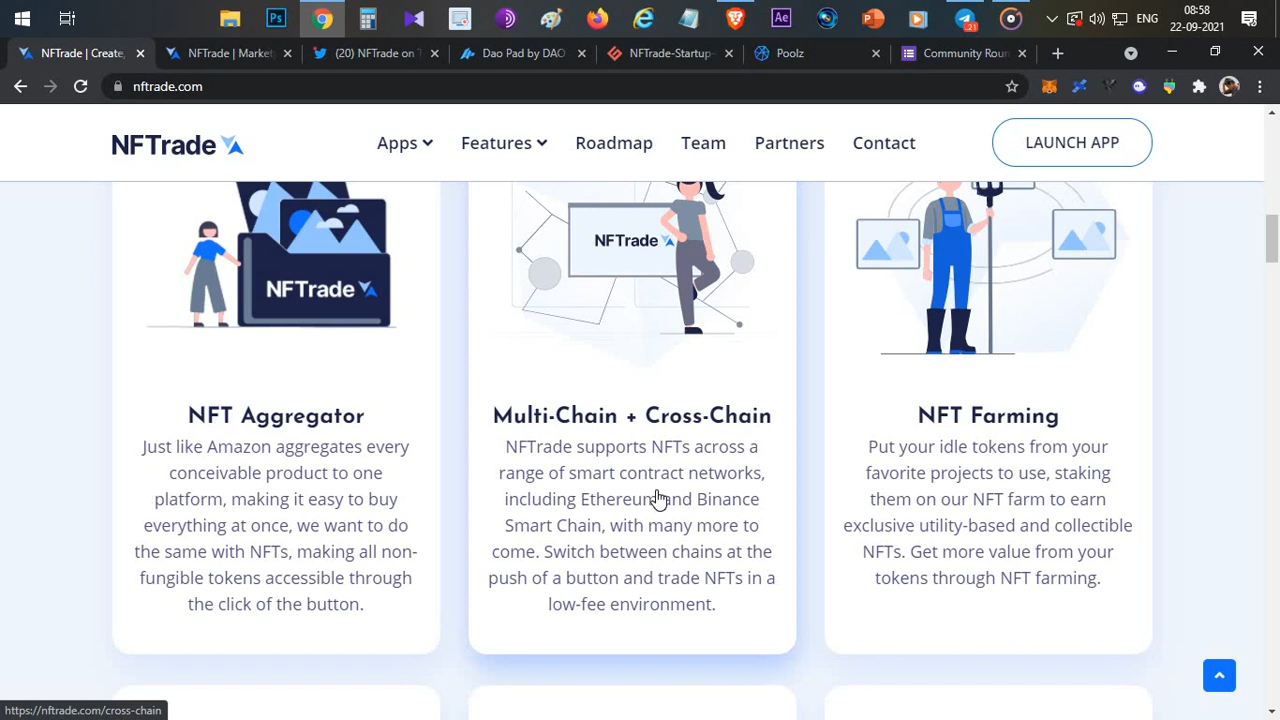 08:58
ENG
22-09-2021
21
NFTrade | Create,
NFTrade | Market
(20) NFTrade on T
Dao Pad by DAO
NFTrade-Startup-
Poolz
Community Roun
nftrade.com
NFTrade
Apps
Features
Roadmap
Team
Partners
Contact
LAUNCH APP
NFTrade
NFTrade
NFT Aggregator
Just like Amazon aggregates every
conceivable product to one
platform, making it easy to buy
everything at once, we want to do
the same with NFTs, making all non-
fungible tokens accessible through
the click of the button.
Multi-Chain + Cross-Chain
NFTrade supports NFTs across a
range of smart contract networks,
including Ethereum and Binance
Smart Chain, with many more to
come. Switch between chains at the
push of a button and trade NFTs in a
low-fee environment.
NFT Farming
Put your idle tokens from your
favorite projects to use, staking
them on our NFT farm to earn
exclusive utility-based and collectible
NFTs. Get more value from your
tokens through NFT farming.
https://nftrade.com/cross-chain